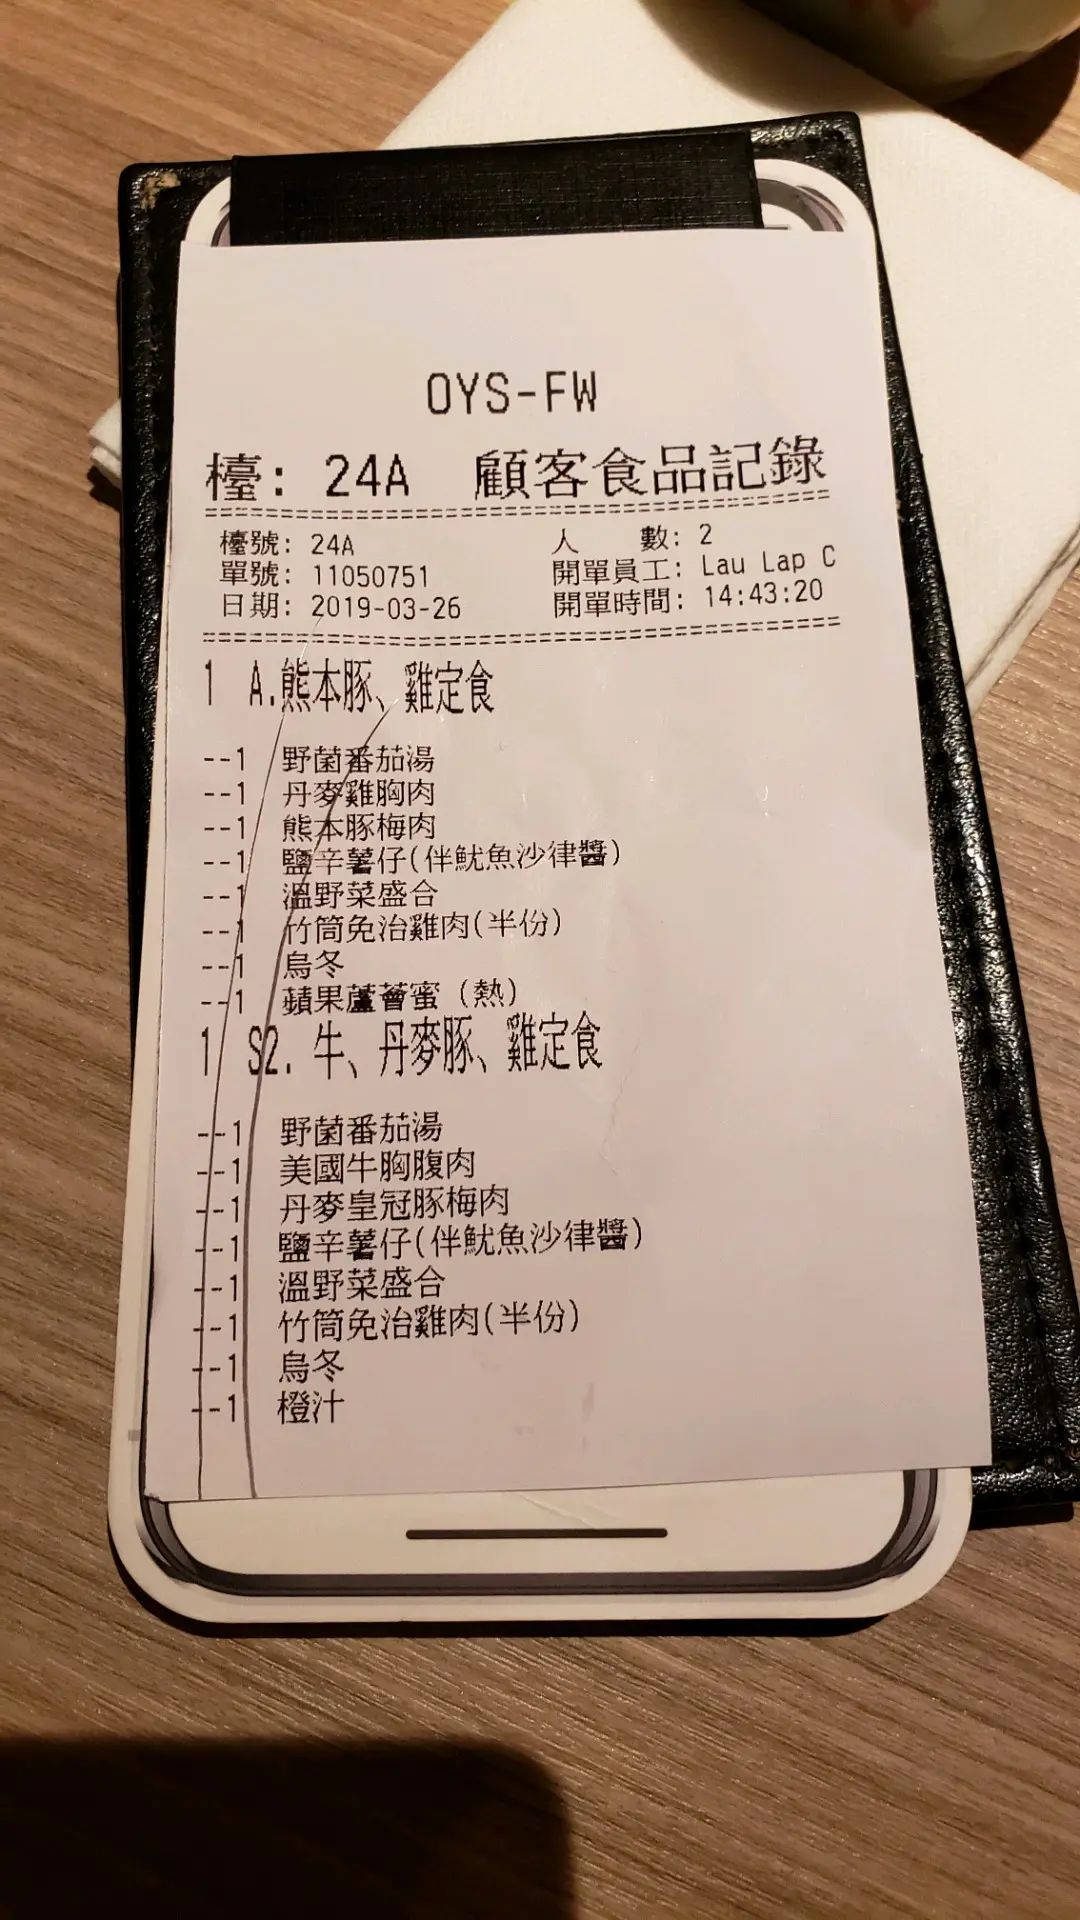 OYS-FW
檯: 24A 顧客食品記錄
檯號: 24A 人 數: 2
單號: 11050751 開單員工: Lau Lap C
日期: 2019-03-26 開單時間: 14:43:20
1 A.熊本豚、雞定食
--1 野菌番茄湯
--1 丹麥雞胸肉
--1 熊本豚梅肉
--1 鹽辛薯仔(伴魷魚沙律醬)
--1 溫野菜盛合
--1 竹筒免治雞肉(半份)
--1 烏冬
--1 蘋果蘆薈蜜 (熱)
1 S2. 牛、丹麥豚、雞定食
--1 野菌番茄湯
--1 美國牛胸腹肉
--1 丹麥皇冠豚梅肉
--1 鹽辛薯仔(伴魷魚沙律醬)
--1 溫野菜盛合
--1 竹筒免治雞肉(半份)
--1 烏冬
--1 橙汁